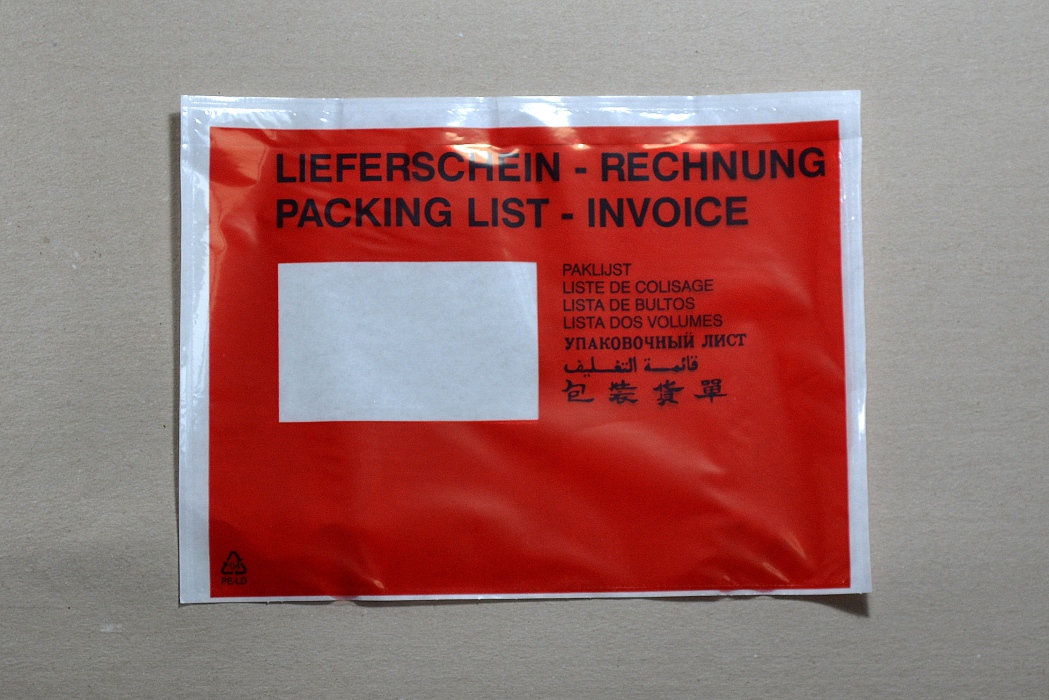 LIEFERSCHEIN - RECHNUNG
PACKING LIST - INVOICE
PAKLIJST
LISTE DE COLISAGE
LISTA DE BULTOS
LISTA DOS VOLUMES
УПАКОВОЧНЫЙ ЛИСТ
قائمة التغليف
包裝貨單
04
PE-LD